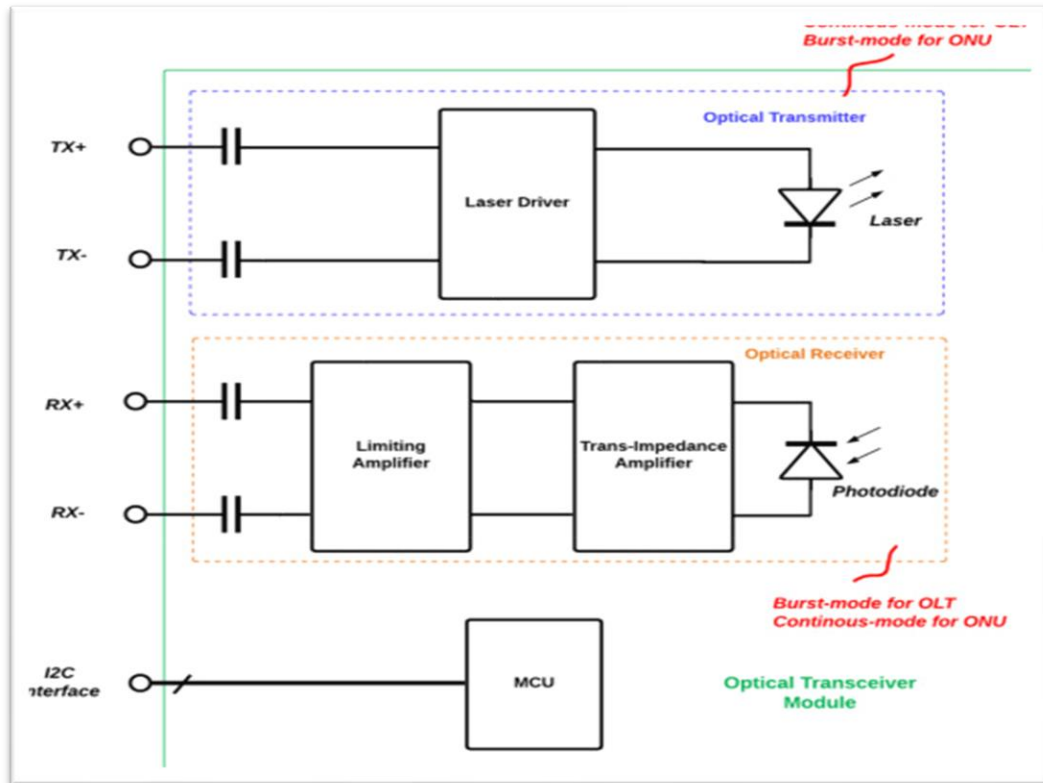 Burst-mode for ONU
Optical Transmitter
TX+
Laser Driver
TX-
Laser
Optical Receiver
RX+
Limiting
Amplifier
Trans-Impedance
Amplifier
Photodiode
RX-
Burst-mode for OLT
Continous-mode for ONU
I2C
nterface
MCU
Optical Transceiver
Module